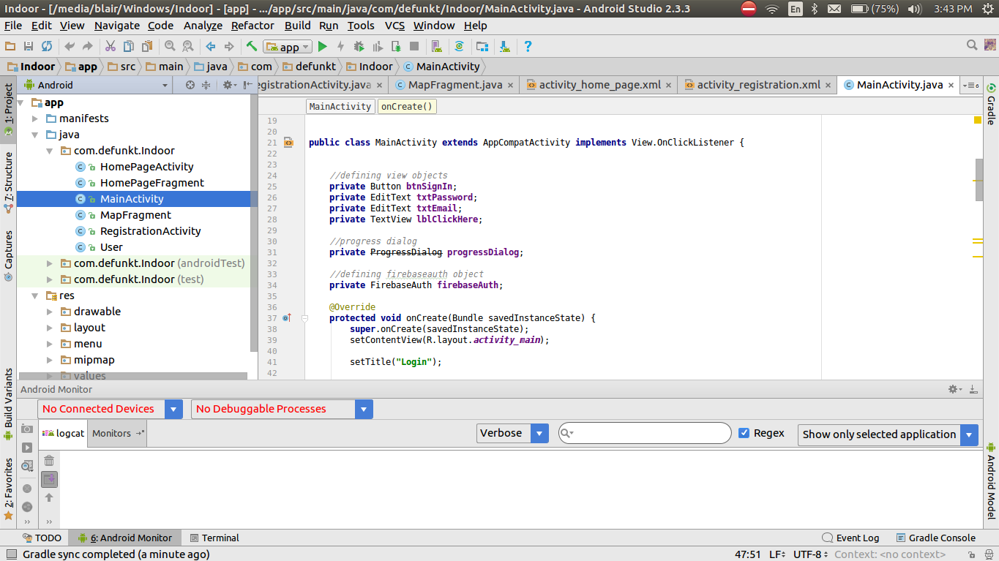 Indoor - [/media/blair/Windows/Indoor] - [app] - .../app/src/main/java/com/defunkt/Indoor/MainActivity.java - Android Studio 2.3.3
En (75%) 3:43 PM
File Edit View Navigate Code Analyze Refactor Build Run Tools VCS Window Help
app
Indoor app src main java com defunkt Indoor MainActivity
1: Project
7: Structure
Captures
Build Variants
2: Favorites
Android
app
manifests
java
com.defunkt.Indoor
HomePageActivity
HomePageFragment
MainActivity
MapFragment
RegistrationActivity
User
com.defunkt.Indoor (androidTest)
com.defunkt.Indoor (test)
res
drawable
layout
menu
mipmap
values
egistrationActivity.java MapFragment.java activity_home_page.xml activity_registration.xml MainActivity.java 6
MainActivity onCreate()
19
20
21 public class MainActivity extends AppCompatActivity implements View.OnClickListener {
22
23
24 //defining view objects
25 private Button btnSignIn;
26 private EditText txtPassword;
27 private EditText txtEmail;
28 private TextView lblClickHere;
29
30 //progress dialog
31 private ProgressDialog progressDialog;
32
33 //defining firebaseauth object
34 private FirebaseAuth firebaseAuth;
35
36 @Override
37 protected void onCreate(Bundle savedInstanceState) {
38 super.onCreate(savedInstanceState);
39 setContentView(R.layout.activity_main);
40
41 setTitle("Login");
42
Gradle
Android Model
Android Monitor
No Connected Devices No Debuggable Processes
logcat Monitors Verbose Regex Show only selected application
TODO 6: Android Monitor Terminal Event Log Gradle Console
Gradle sync completed (a minute ago) 47:51 LF UTF-8 Context: <no context>